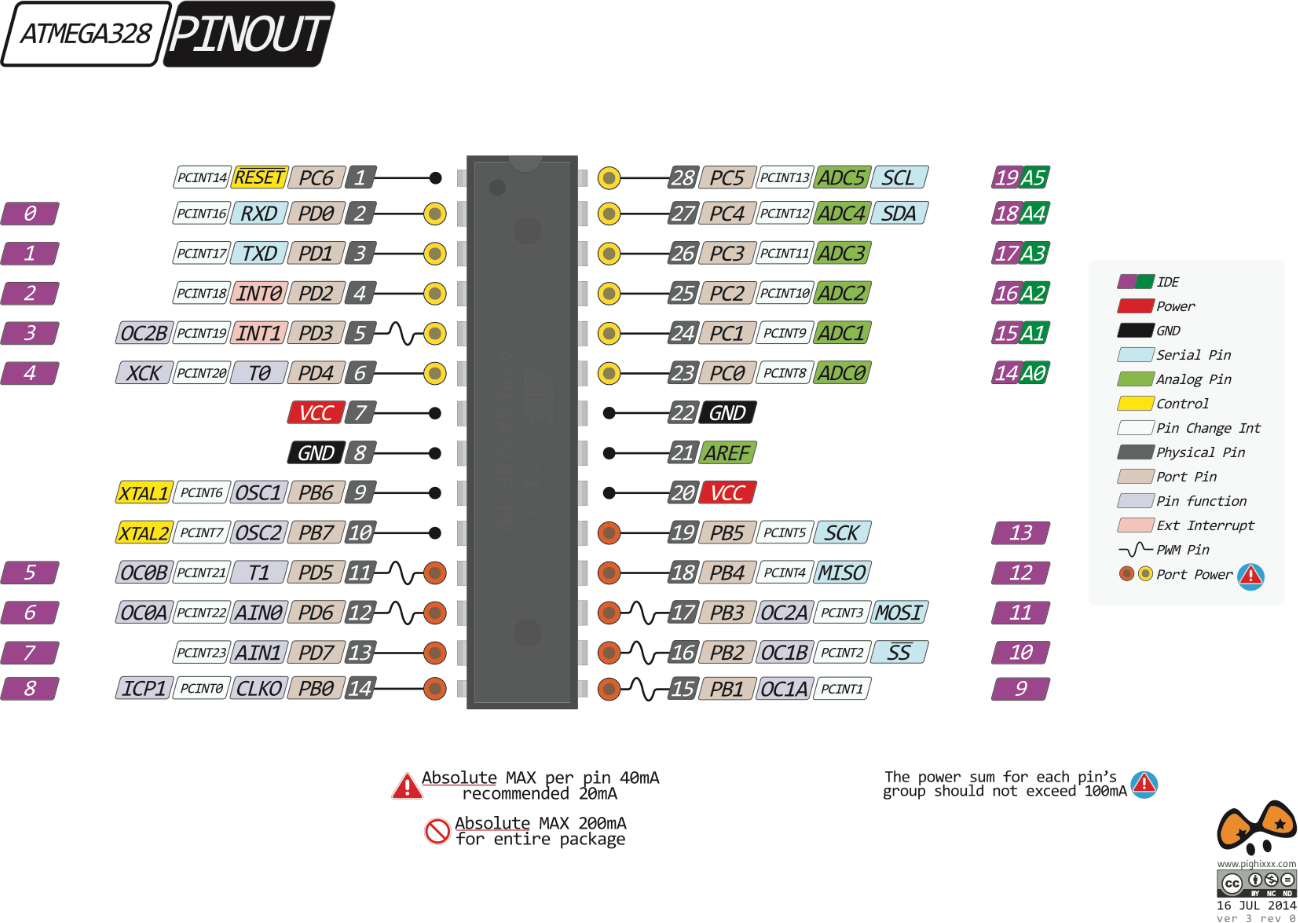 ATMEGA328 PINOUT
PCINT14 RESET PC6 1 28 PC5 PCINT13 ADC5 SCL 19 A5
0 PCINT16 RXD PD0 2 27 PC4 PCINT12 ADC4 SDA 18 A4
1 PCINT17 TXD PD1 3 26 PC3 PCINT11 ADC3 17 A3
2 PCINT18 INT0 PD2 4 25 PC2 PCINT10 ADC2 16 A2
3 OC2B PCINT19 INT1 PD3 5 24 PC1 PCINT9 ADC1 15 A1
4 XCK PCINT20 T0 PD4 6 23 PC0 PCINT8 ADC0 14 A0
VCC 7 22 GND
GND 8 21 AREF
XTAL1 PCINT6 OSC1 PB6 9 20 VCC
XTAL2 PCINT7 OSC2 PB7 10 19 PB5 PCINT5 SCK 13
5 OC0B PCINT21 T1 PD5 11 18 PB4 PCINT4 MISO 12
6 OC0A PCINT22 AIN0 PD6 12 17 PB3 OC2A PCINT3 MOSI 11
7 PCINT23 AIN1 PD7 13 16 PB2 OC1B PCINT2 SS 10
8 ICP1 PCINT0 CLKO PB0 14 15 PB1 OC1A PCINT1 9
IDE
Power
GND
Serial Pin
Analog Pin
Control
Pin Change Int
Physical Pin
Port Pin
Pin function
Ext Interrupt
PWM Pin
Port Power
Absolute MAX per pin 40mA
recommended 20mA
Absolute MAX 200mA
for entire package
The power sum for each pin's
group should not exceed 100mA
www.pighixxx.com
cc BY NC ND
16 JUL 2014
ver 3 rev 0